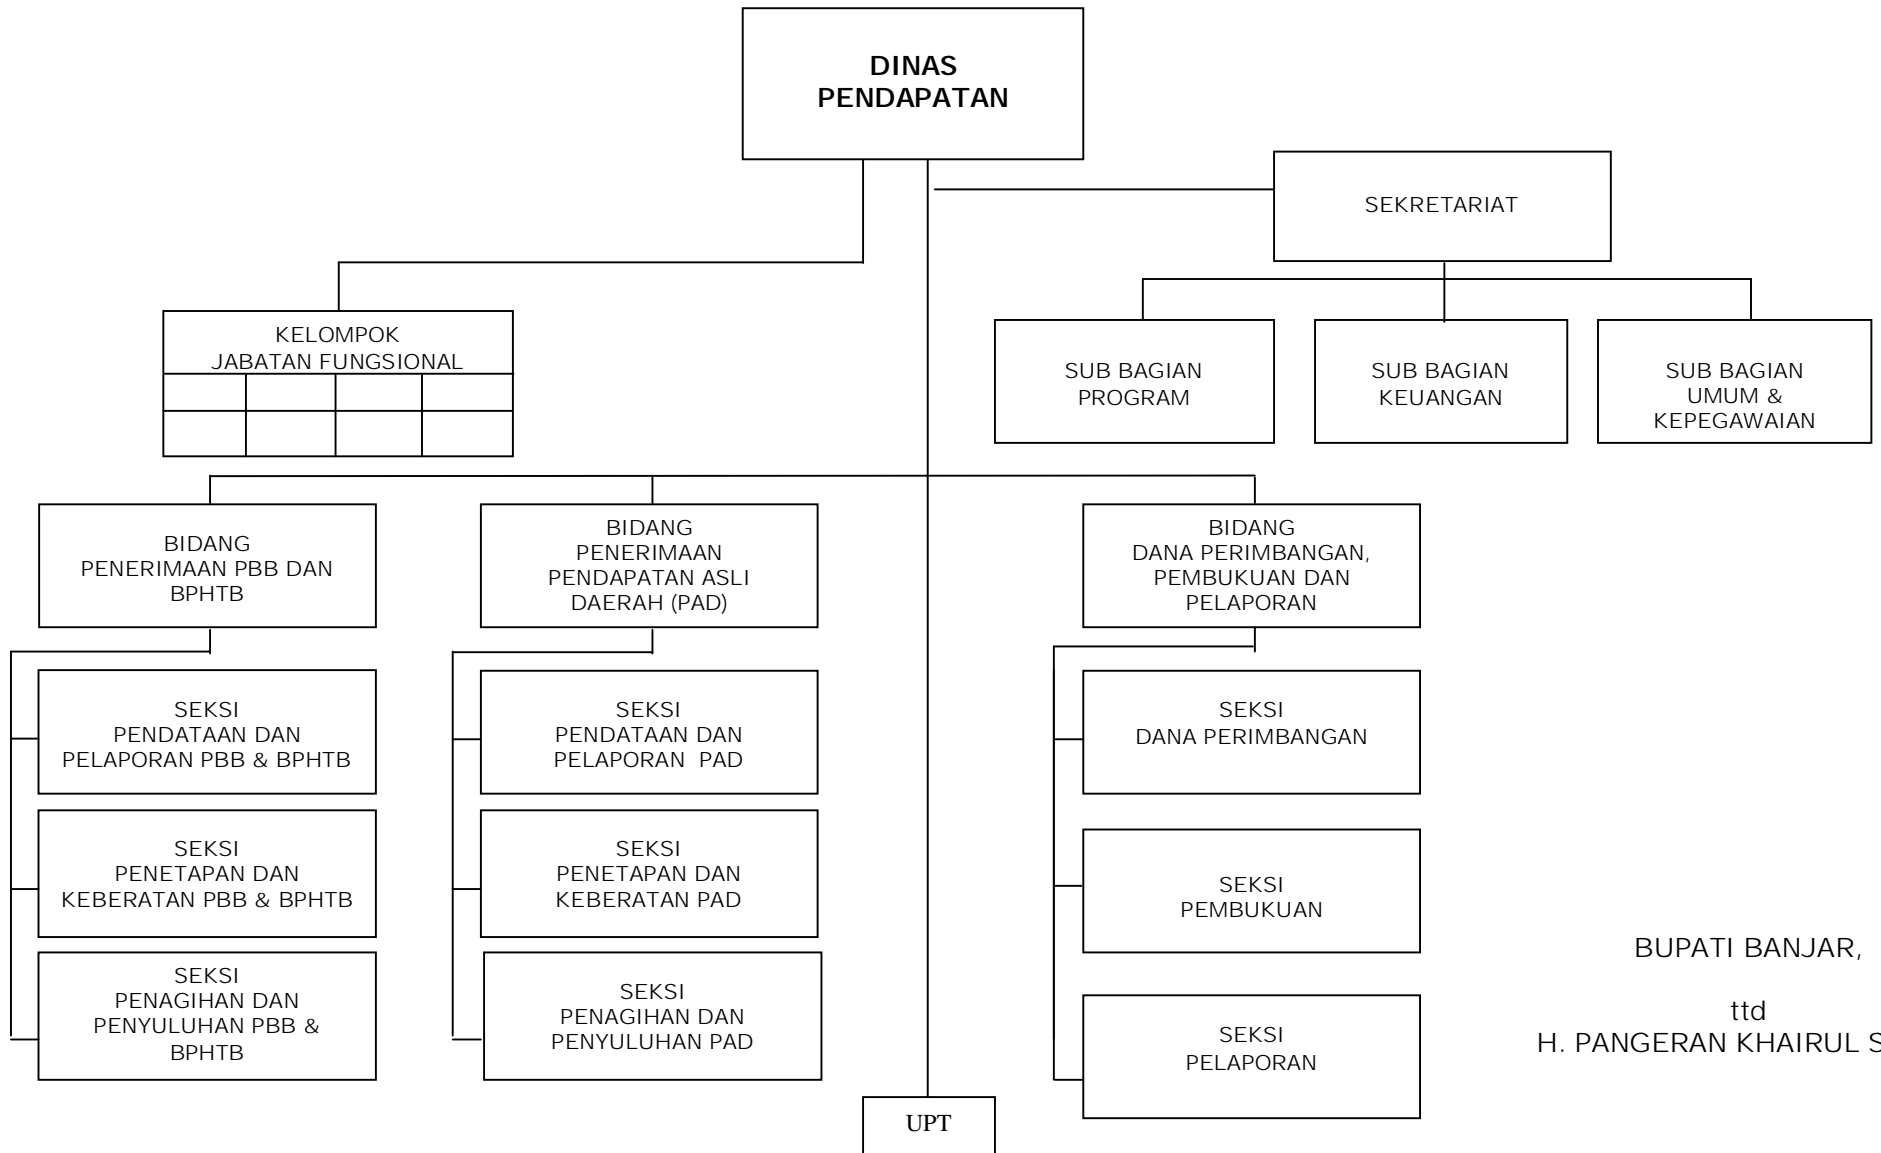 DINAS
PENDAPATAN
SEKRETARIAT
KELOMPOK
JABATAN FUNGSIONAL
SUB BAGIAN
PROGRAM
SUB BAGIAN
KEUANGAN
SUB BAGIAN
UMUM &
KEPEGAWAIAN
BIDANG
PENERIMAAN PBB DAN
BPHTB
BIDANG
PENERIMAAN
PENDAPATAN ASLI
DAERAH (PAD)
BIDANG
DANA PERIMBANGAN,
PEMBUKUAN DAN
PELAPORAN
SEKSI
PENDATAAN DAN
PELAPORAN PBB & BPHTB
SEKSI
PENDATAAN DAN
PELAPORAN PAD
SEKSI
DANA PERIMBANGAN
SEKSI
PENETAPAN DAN
KEBERATAN PBB & BPHTB
SEKSI
PENETAPAN DAN
KEBERATAN PAD
SEKSI
PEMBUKUAN
SEKSI
PENAGIHAN DAN
PENYULUHAN PBB &
BPHTB
SEKSI
PENAGIHAN DAN
PENYULUHAN PAD
SEKSI
PELAPORAN
BUPATI BANJAR,
ttd
H. PANGERAN KHAIRUL
UPT